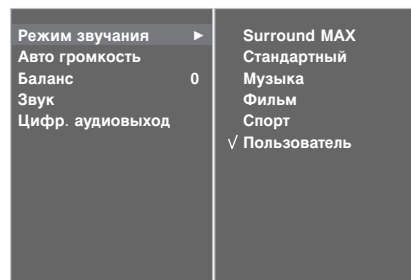 Режим звучания ►
Авто громкость
Баланс 0
Звук
Цифр. аудиовыход
Surround MAX
Стандартный
Музыка
Фильм
Спорт
√ Пользователь